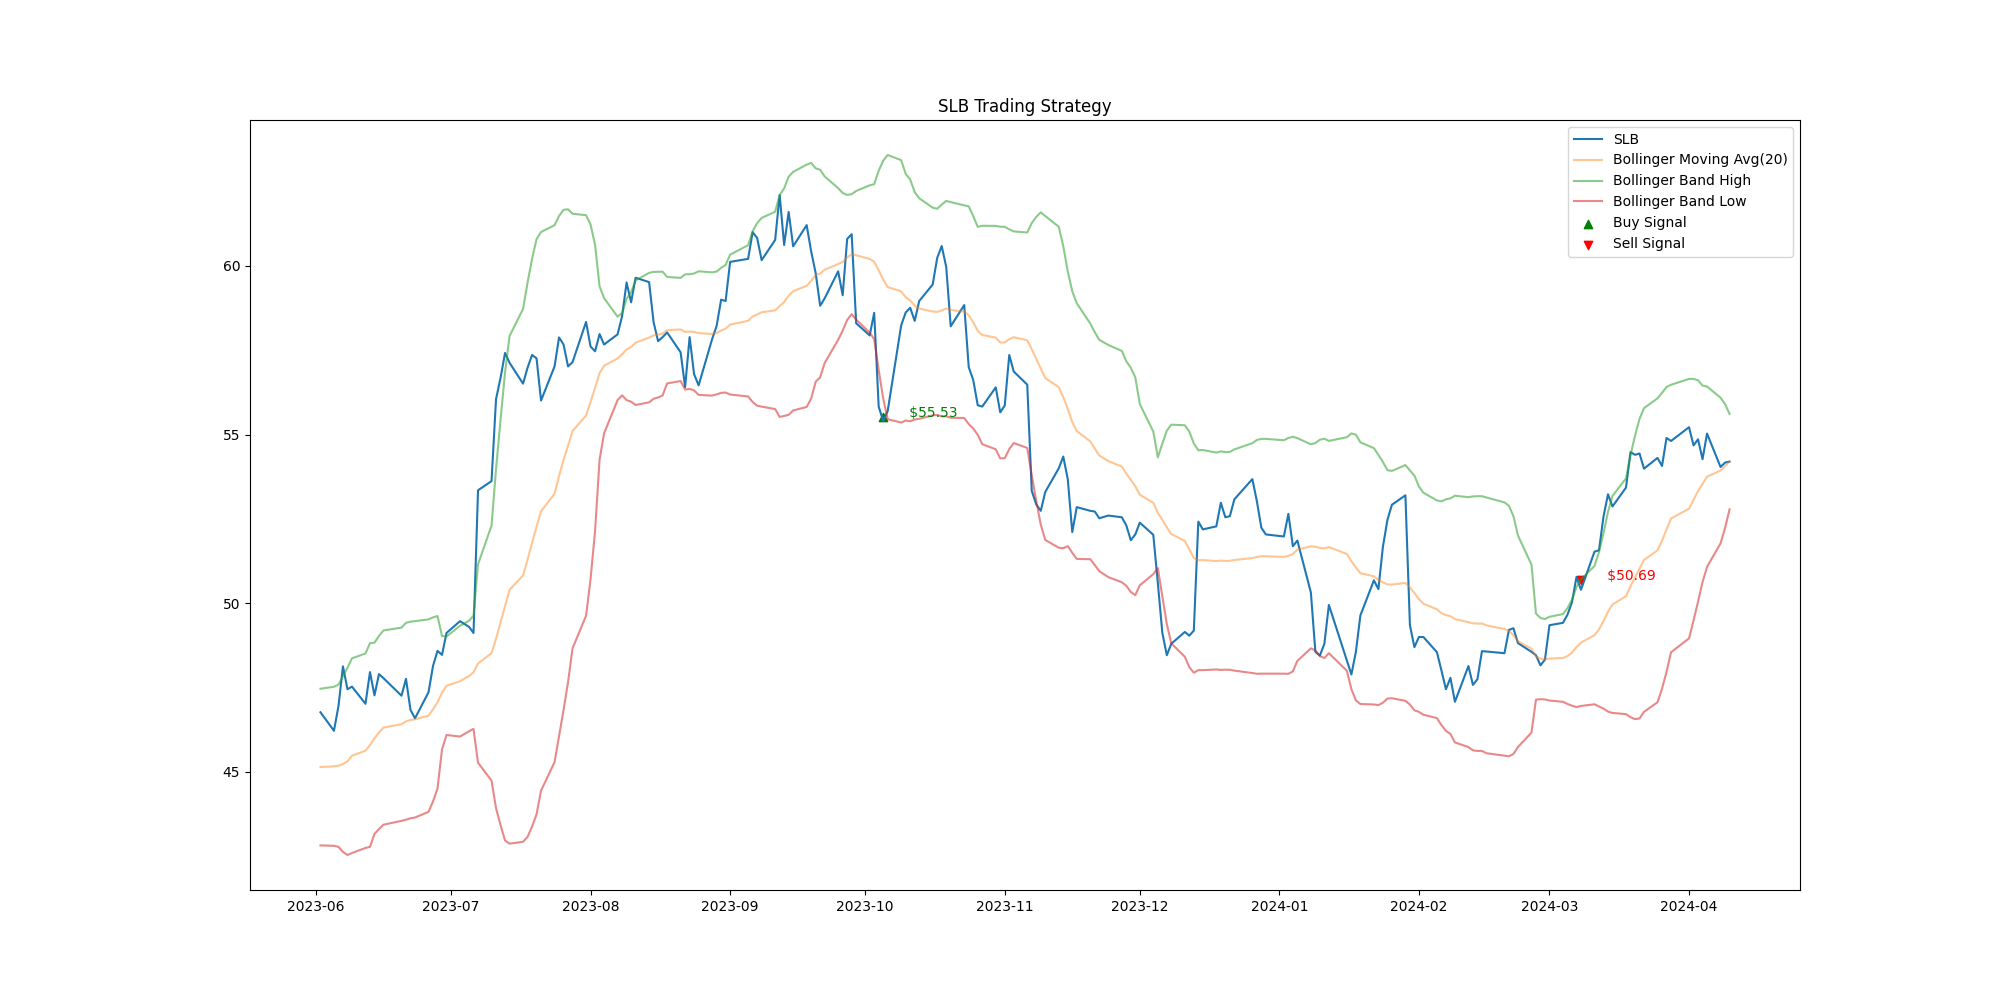 SLB Trading Strategy
SLB
Bollinger Moving Avg(20)
Bollinger Band High
Bollinger Band Low
Buy Signal
Sell Signal
60
55
50
45
$55.53
$50.69
2023-06
2023-07
2023-08
2023-09
2023-10
2023-11
2023-12
2024-01
2024-02
2024-03
2024-04